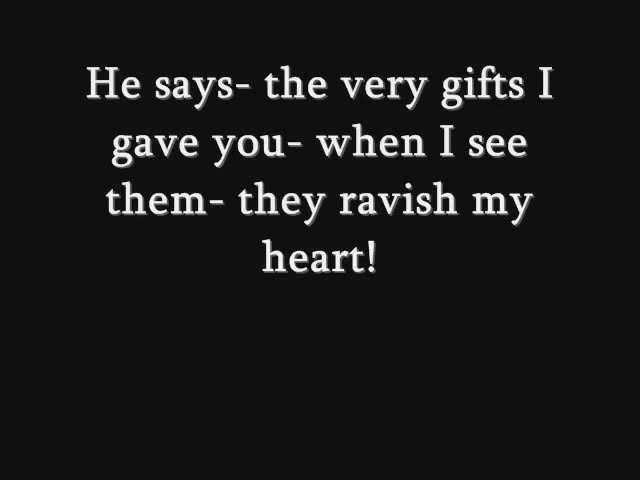 He says- the very gifts I
gave you- when I see
them- they ravish my
heart!